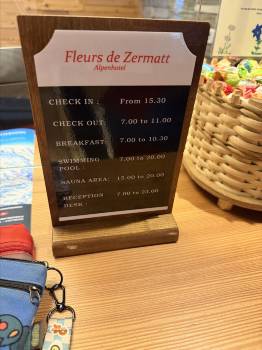 Fleurs de Zermatt
Alpenhotel
CHECK IN : From 15.30
CHECK OUT: 7.00 to 11.00
BREAKFAST: 7.00 to 10.30
SWIMMING POOL 7.00 to 20.00
SAUNA AREA: 15.00 to 20.00
RECEPTION DESK : 7.00 to 23.00